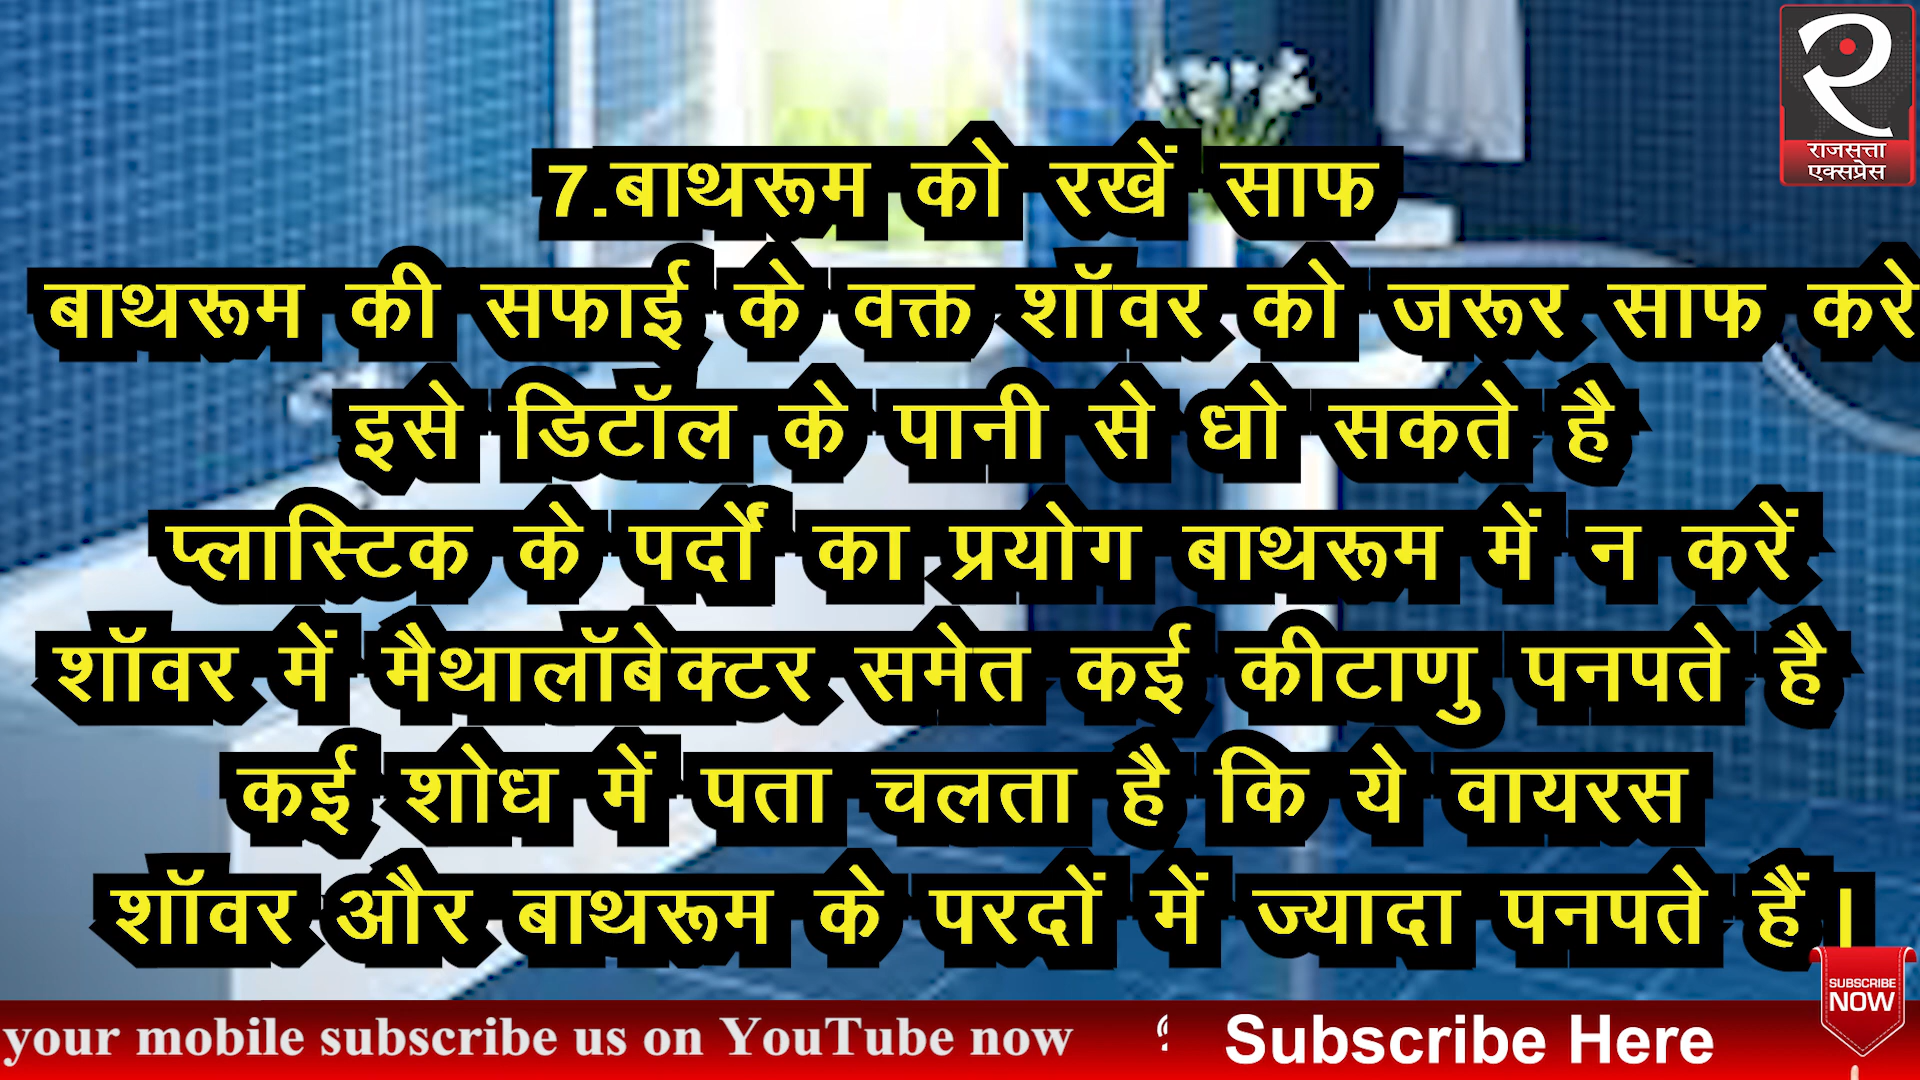 राजसत्ता
एक्सप्रेस
7.बाथरूम को रखें साफ
बाथरूम की सफाई के वक्त शॉवर को जरूर साफ करे
इसे डिटॉल के पानी से धो सकते है
प्लास्टिक के पर्दों का प्रयोग बाथरूम में न करें
शॉवर में मैथालॉबेक्टर समेत कई कीटाणु पनपते है
कई शोध में पता चलता है कि ये वायरस
शॉवर और बाथरूम के परदों में ज्यादा पनपते हैं।
SUBSCRIBE
NOW
your mobile subscribe us on YouTube now
Subscribe Here